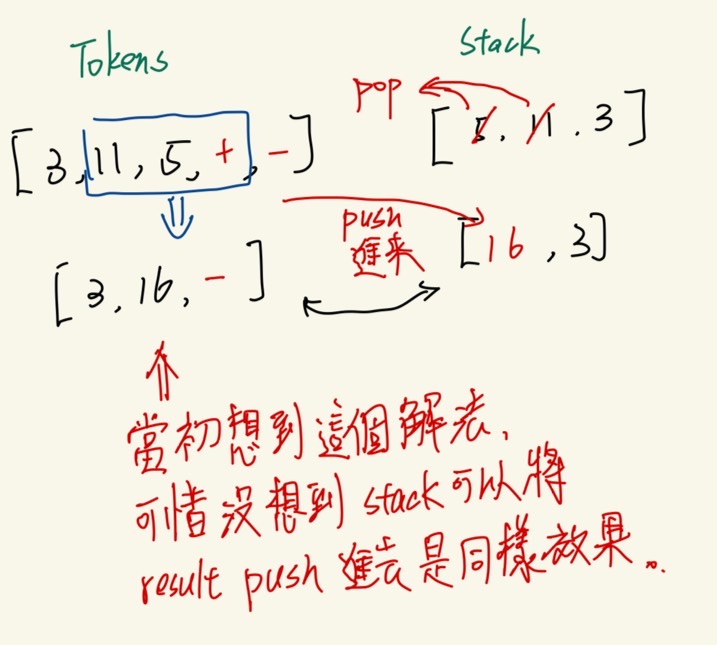 Tokens
Stack
pop
[3, 11, 5, +, -]
[5, 11, 3]
push
進來
[16, 3]
[3, 16, -]
當初想到這個解法,
可惜沒想到 stack 可以將
result push 進去是同樣效果..